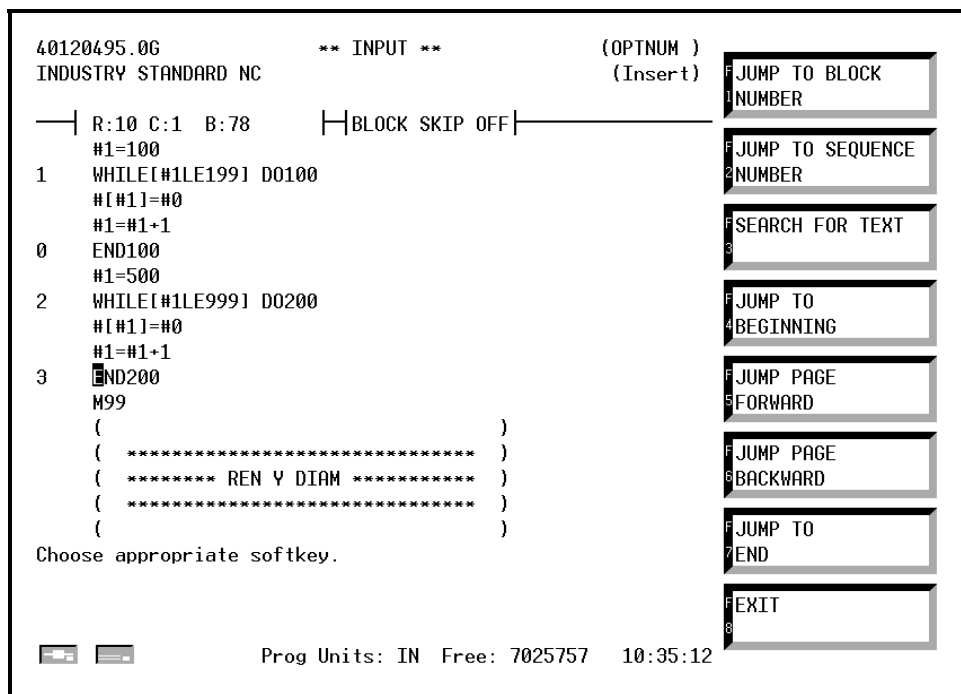 40120495.0G ** INPUT ** (OPTNUM )
INDUSTRY STANDARD NC (Insert)
R:10 C:1 B:78 BLOCK SKIP OFF
#1=100
1 WHILE[#1LE199] DO100
#[#1]=#0
#1=#1+1
0 END100
#1=500
2 WHILE[#1LE999] DO200
#[#1]=#0
#1=#1+1
3 END200
M99
( )
( ******************************* )
( ******** REN Y DIAM *********** )
( ******************************* )
( )
Choose appropriate softkey.
Prog Units: IN Free: 7025757 10:35:12
F1 JUMP TO BLOCK
NUMBER
F2 JUMP TO SEQUENCE
NUMBER
F3 SEARCH FOR TEXT
F4 JUMP TO
BEGINNING
F5 JUMP PAGE
FORWARD
F6 JUMP PAGE
BACKWARD
F7 JUMP TO
END
F8 EXIT